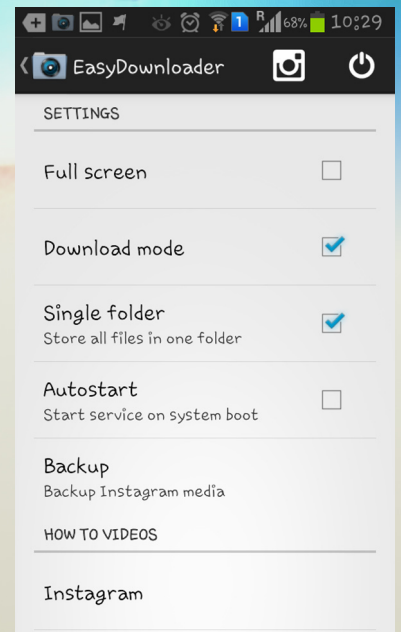 1 R 68% 10:29
EasyDownloader
SETTINGS
Full screen
Download mode
Single folder
Store all files in one folder
Autostart
Start service on system boot
Backup
Backup Instagram media
HOW TO VIDEOS
Instagram